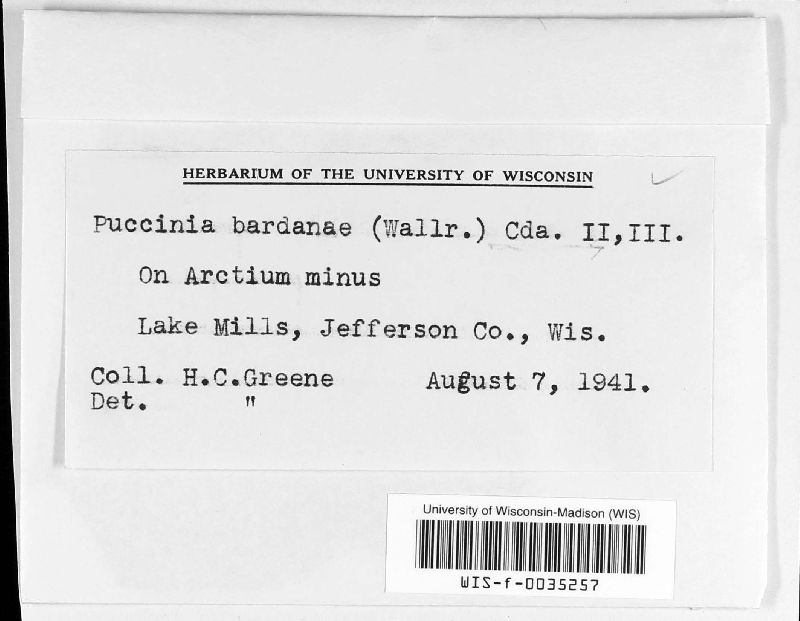 HERBARIUM OF THE UNIVERSITY OF WISCONSIN
Puccinia bardanae (Wallr.) Cda. II,III.
On Arctium minus
Lake Mills, Jefferson Co., Wis.
Coll. H.C.Greene August 7, 1941.
Det. "
University of Wisconsin-Madison (WIS)
WIS-f-0035257